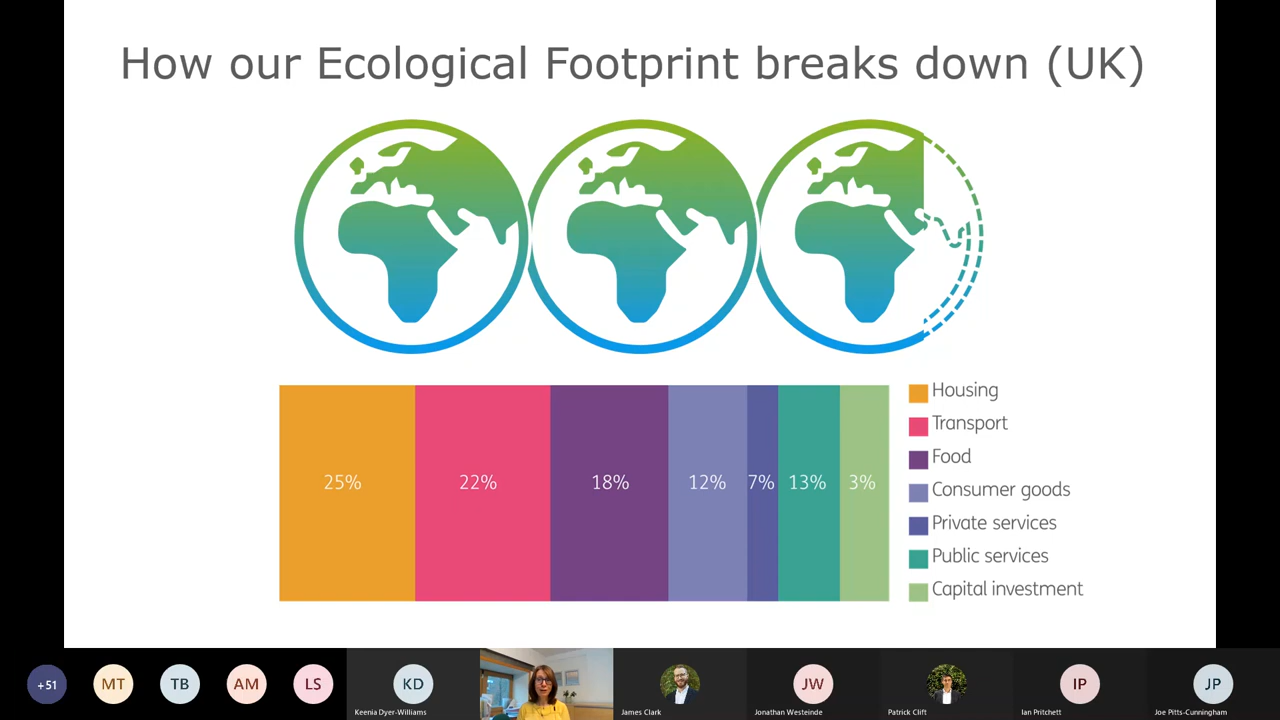 How our Ecological Footprint breaks down (UK)
25%
22%
18%
12%
7%
13%
3%
Housing
Transport
Food
Consumer goods
Private services
Public services
Capital investment
+51
MT
TB
AM
LS
KD
JW
IP
JP
Keenia Dyer-Williams
James Clark
Jonathan Westeinde
Patrick Clift
Ian Pritchett
Joe Pitts-Cunningham